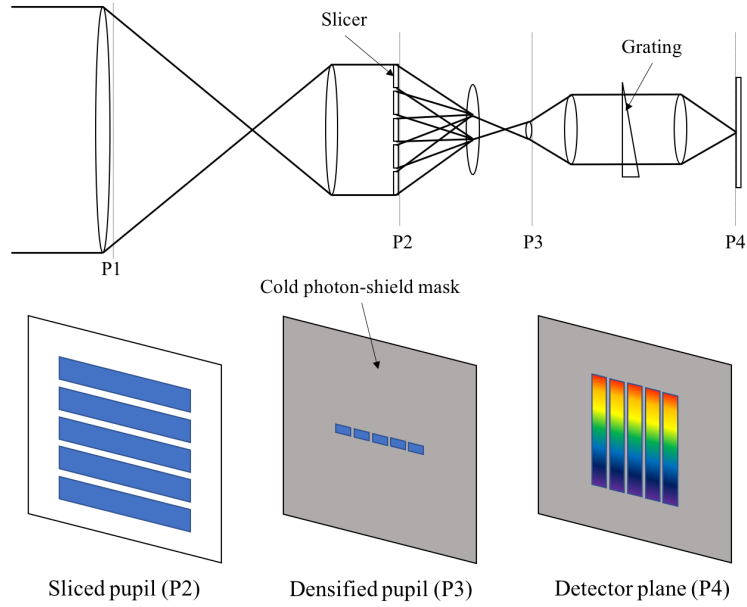 Slicer
Grating
P1
P2
P3
P4
Cold photon-shield mask
Sliced pupil (P2)
Densified pupil (P3)
Detector plane (P4)